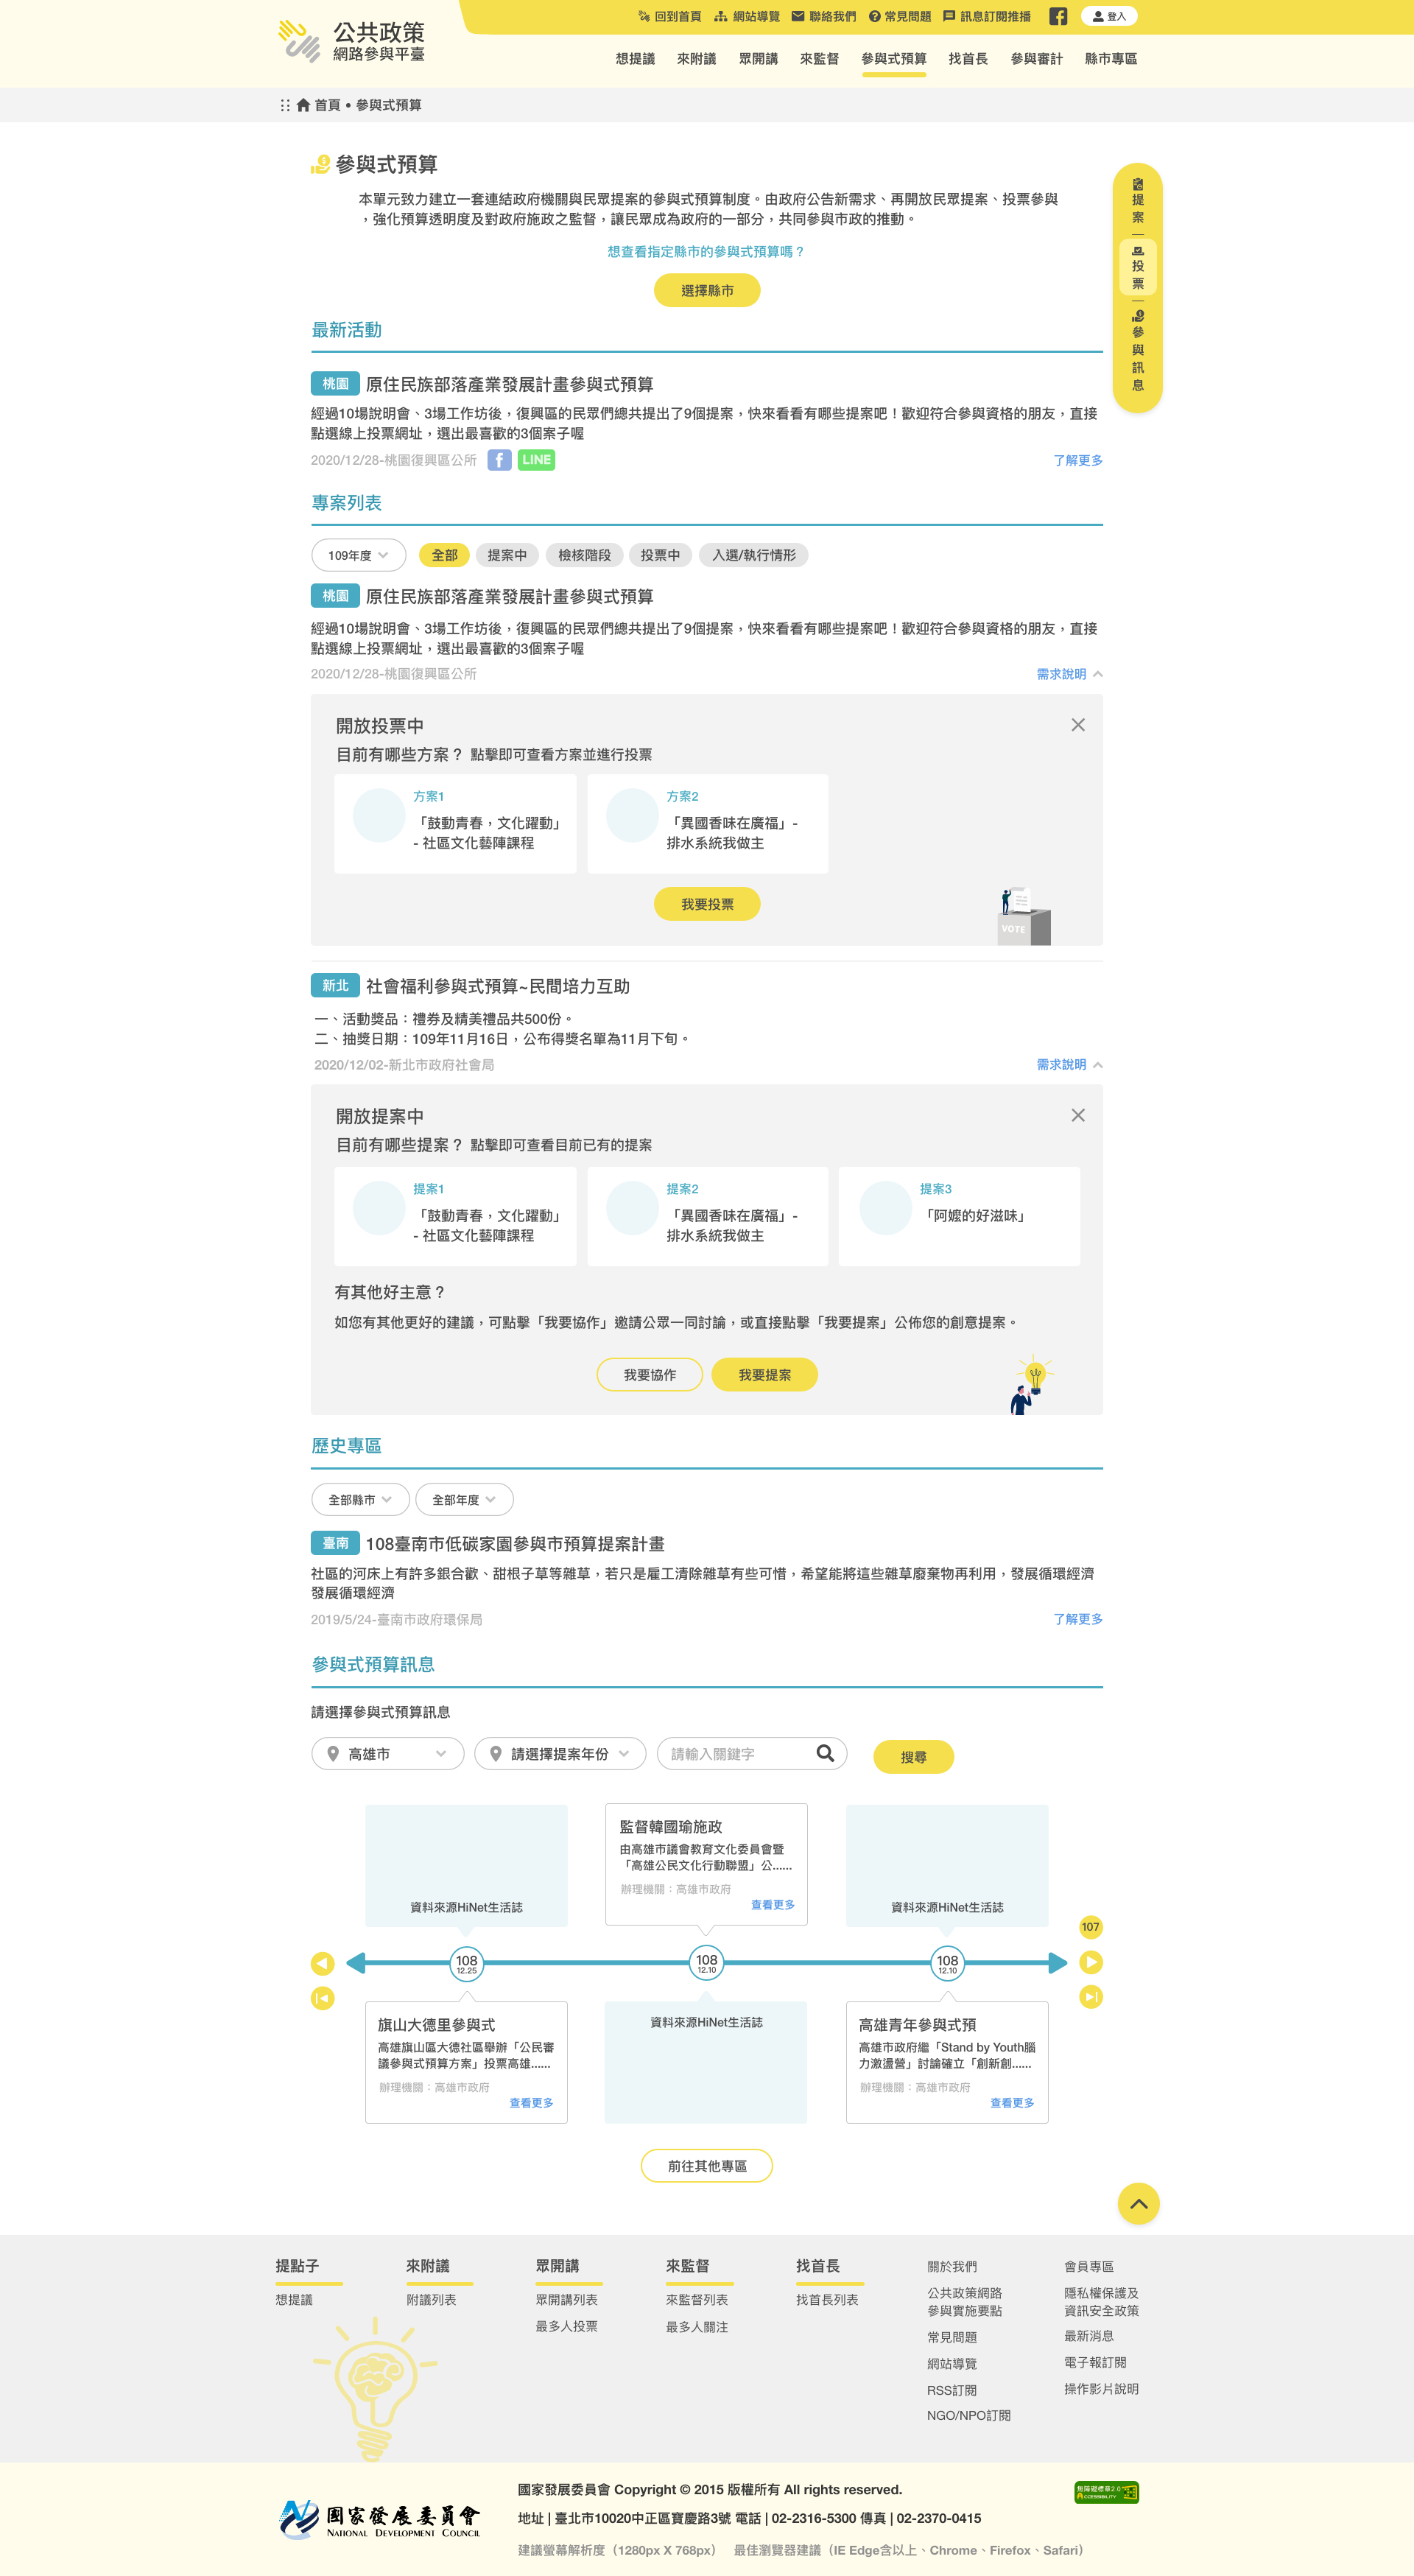 公共政策
網路參與平臺
回到首頁 網站導覽 聯絡我們 常見問題 訊息訂閱推播 登入
想提議 來附議 眾開講 來監督 參與式預算 找首長 參與審計 縣市專區
首頁 • 參與式預算
參與式預算
本單元致力建立一套連結政府機關與民眾提案的參與式預算制度。由政府公告新需求、再開放民眾提案、投票參與
，強化預算透明度及對政府施政之監督，讓民眾成為政府的一部分，共同參與市政的推動。
想查看指定縣市的參與式預算嗎？
選擇縣市
提案
投票
參與訊息
最新活動
桃園 原住民族部落產業發展計畫參與式預算
經過10場說明會、3場工作坊後，復興區的民眾們總共提出了9個提案，快來看看有哪些提案吧！歡迎符合參與資格的朋友，直接
點選線上投票網址，選出最喜歡的3個案子喔
2020/12/28-桃園復興區公所 LINE 了解更多
專案列表
109年度 全部 提案中 檢核階段 投票中 入選/執行情形
桃園 原住民族部落產業發展計畫參與式預算
經過10場說明會、3場工作坊後，復興區的民眾們總共提出了9個提案，快來看看有哪些提案吧！歡迎符合參與資格的朋友，直接
點選線上投票網址，選出最喜歡的3個案子喔
2020/12/28-桃園復興區公所 需求說明
開放投票中
目前有哪些方案？ 點擊即可查看方案並進行投票
方案1
「鼓動青春，文化躍動」
- 社區文化藝陣課程
方案2
「異國香味在廣福」-
排水系統我做主
我要投票
VOTE
新北 社會福利參與式預算~民間培力互助
一、活動獎品：禮券及精美禮品共500份。
二、抽獎日期：109年11月16日，公布得獎名單為11月下旬。
2020/12/02-新北市政府社會局 需求說明
開放提案中
目前有哪些提案？ 點擊即可查看目前已有的提案
提案1
「鼓動青春，文化躍動」
- 社區文化藝陣課程
提案2
「異國香味在廣福」-
排水系統我做主
提案3
「阿嬤的好滋味」
有其他好主意？
如您有其他更好的建議，可點擊「我要協作」邀請公眾一同討論，或直接點擊「我要提案」公佈您的創意提案。
我要協作 我要提案
歷史專區
全部縣市 全部年度
臺南 108臺南市低碳家園參與市預算提案計畫
社區的河床上有許多銀合歡、甜根子草等雜草，若只是雇工清除雜草有些可惜，希望能將這些雜草廢棄物再利用，發展循環經濟
發展循環經濟
2019/5/24-臺南市政府環保局 了解更多
參與式預算訊息
請選擇參與式預算訊息
高雄市 請選擇提案年份 請輸入關鍵字 搜尋
資料來源HiNet生活誌
監督韓國瑜施政
由高雄市議會教育文化委員會暨
「高雄公民文化行動聯盟」公......
辦理機關：高雄市政府
查看更多
資料來源HiNet生活誌
107
108
12.25
108
12.10
108
12.10
旗山大德里參與式
高雄旗山區大德社區舉辦「公民審
議參與式預算方案」投票高雄......
辦理機關：高雄市政府
查看更多
資料來源HiNet生活誌
高雄青年參與式預
高雄市政府繼「Stand by Youth腦
力激盪營」討論確立「創新創......
辦理機關：高雄市政府
查看更多
前往其他專區
提點子
想提議
來附議
附議列表
眾開講
眾開講列表
最多人投票
來監督
來監督列表
最多人關注
找首長
找首長列表
關於我們
公共政策網路
參與實施要點
常見問題
網站導覽
RSS訂閱
NGO/NPO訂閱
會員專區
隱私權保護及
資訊安全政策
最新消息
電子報訂閱
操作影片說明
國家發展委員會
NATIONAL DEVELOPMENT COUNCIL
國家發展委員會 Copyright © 2015 版權所有 All rights reserved.
地址 | 臺北市10020中正區寶慶路3號 電話 | 02-2316-5300 傳真 | 02-2370-0415
建議螢幕解析度（1280px X 768px） 最佳瀏覽器建議（IE Edge含以上、Chrome、Firefox、Safari）
無障礙標章2.0
ACCESSIBILITY